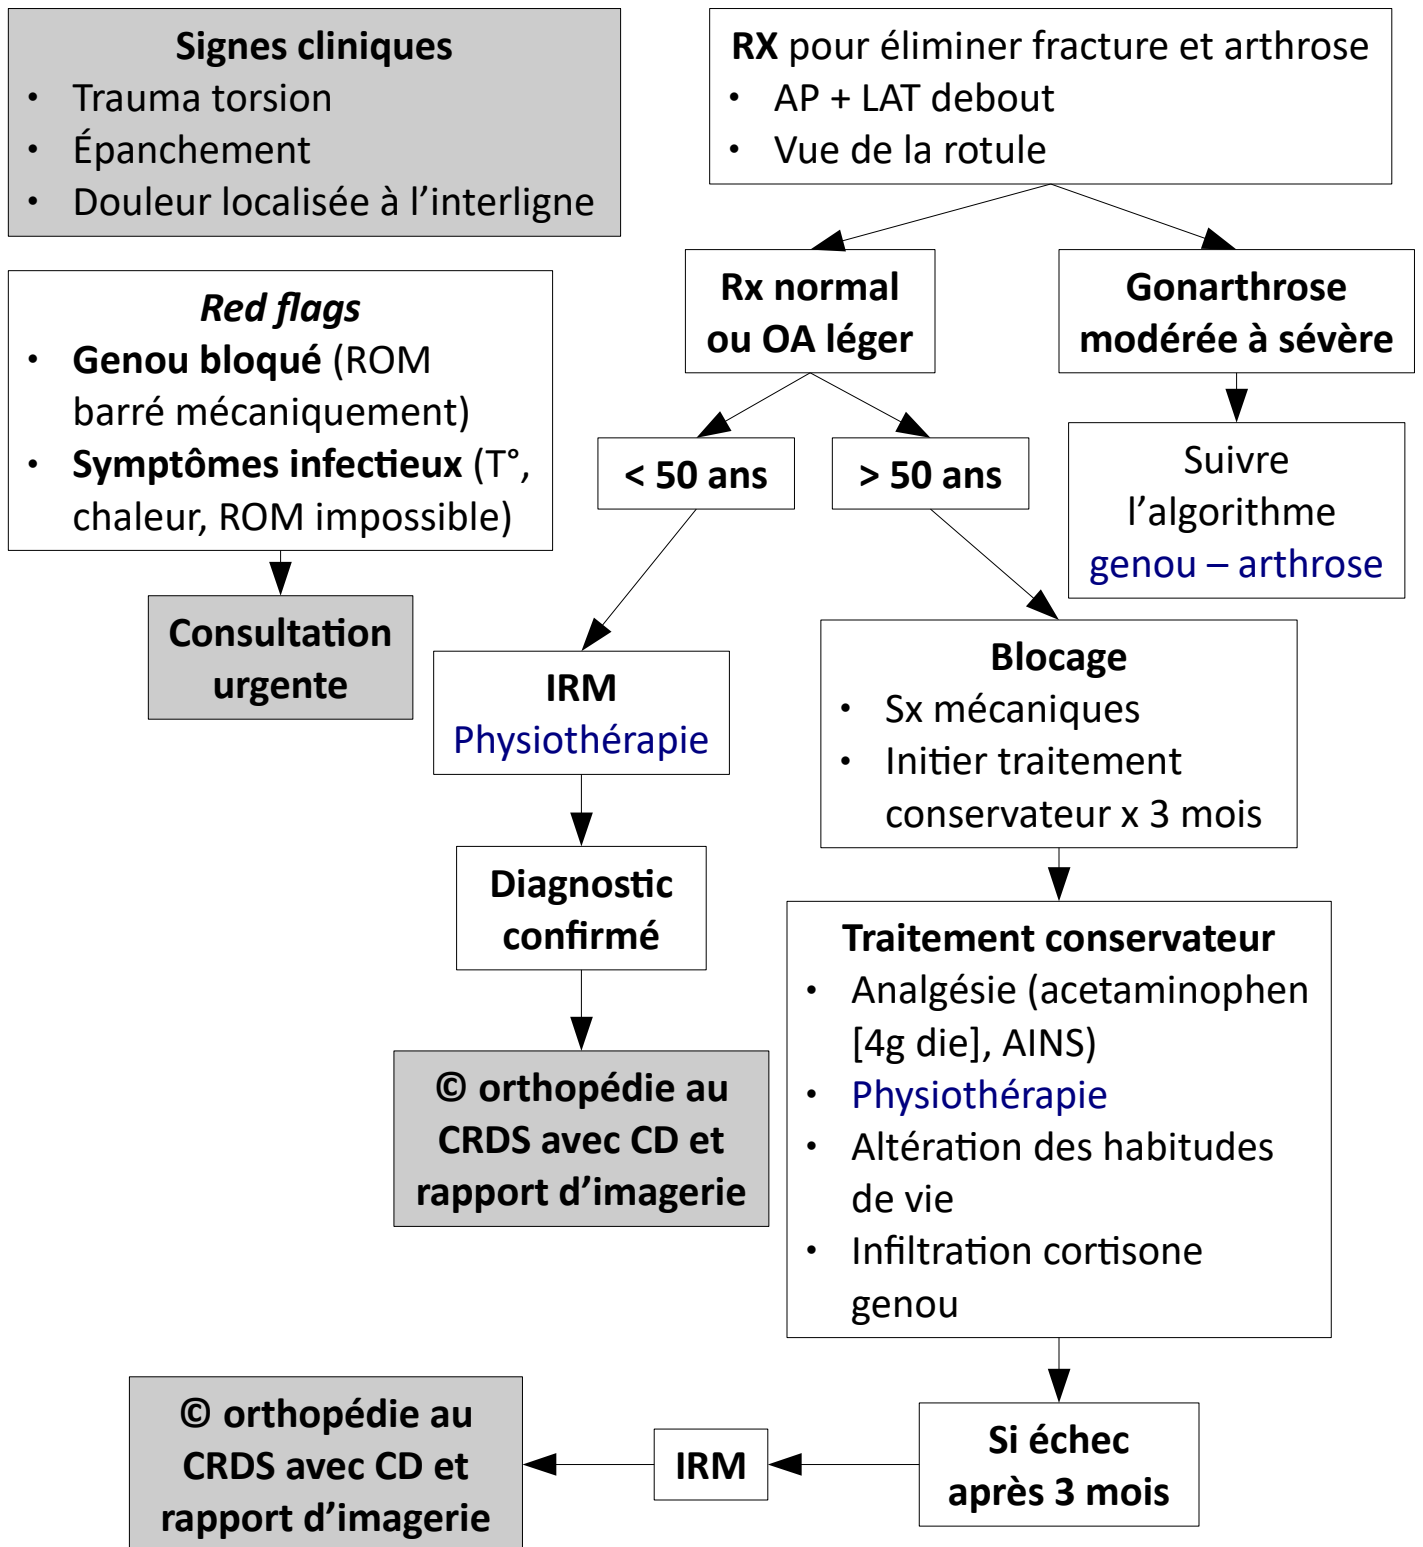 Signes cliniques
• Trauma torsion
• Épanchement
• Douleur localisée à l’interligne
RX pour éliminer fracture et arthrose
• AP + LAT debout
• Vue de la rotule
Red flags
• Genou bloqué (ROM
barré mécaniquement)
• Symptômes infectieux (T°,
chaleur, ROM impossible)
Consultation
urgente
Rx normal
ou OA léger
Gonarthrose
modérée à sévère
< 50 ans
> 50 ans
Suivre
l’algorithme
genou – arthrose
IRM
Physiothérapie
Diagnostic
confirmé
© orthopédie au
CRDS avec CD et
rapport d’imagerie
Blocage
• Sx mécaniques
• Initier traitement
conservateur x 3 mois
Traitement conservateur
• Analgésie (acetaminophen
[4g die], AINS)
• Physiothérapie
• Altération des habitudes
de vie
• Infiltration cortisone
genou
Si échec
après 3 mois
IRM
© orthopédie au
CRDS avec CD et
rapport d’imagerie